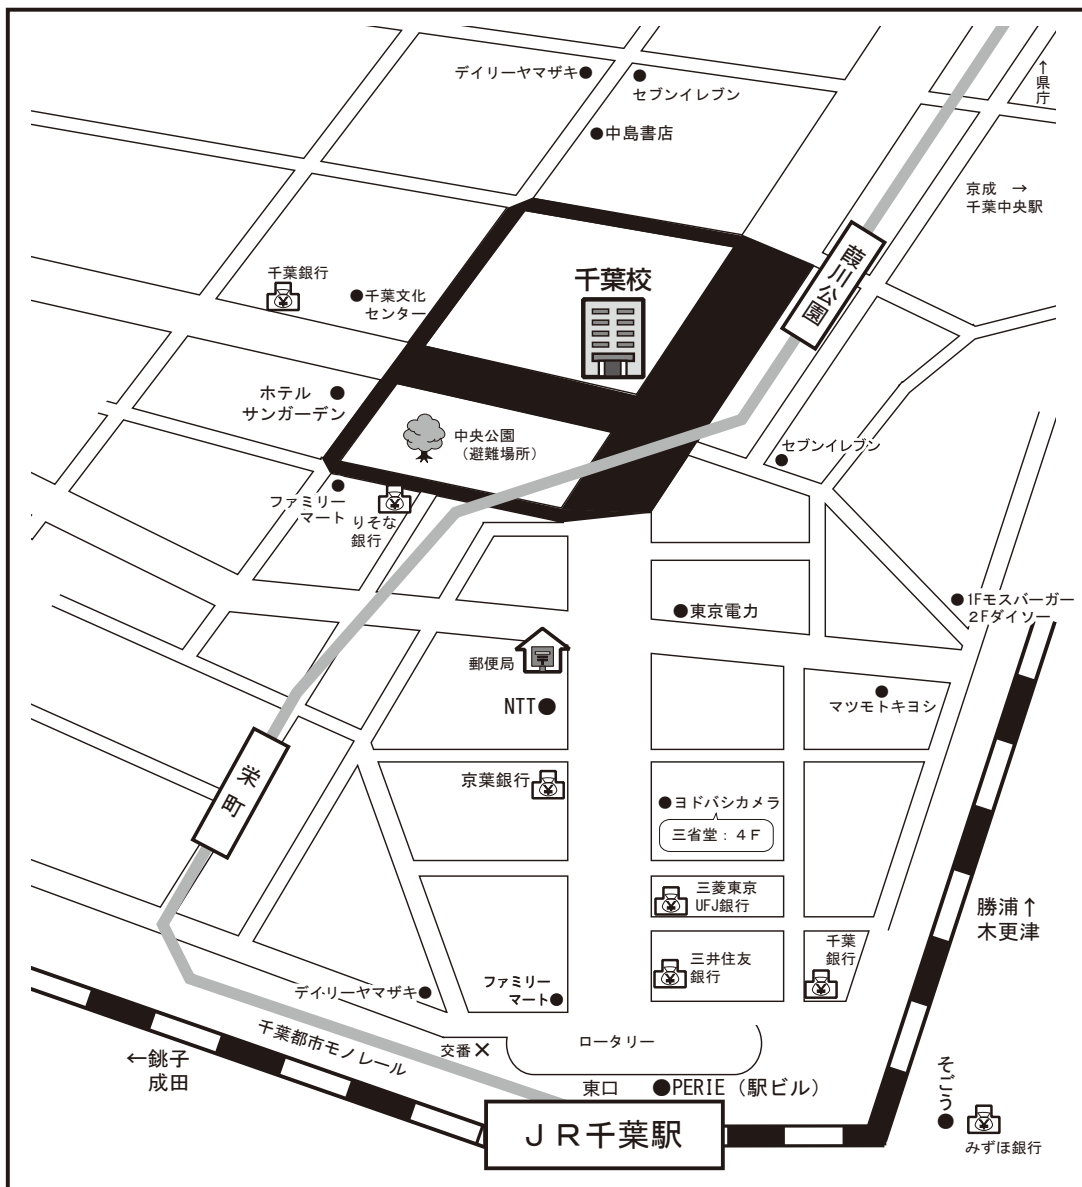 デイリーヤマザキ
セブンイレブン
↑県庁
中島書店
京成 →
千葉中央駅
葭川公園
千葉銀行
千葉文化
センター
千葉校
ホテル
サンガーデン
中央公園
（避難場所）
セブンイレブン
ファミリー
マート
りそな
銀行
東京電力
1Fモスバーガー
2Fダイソー
郵便局
NTT
マツモトキヨシ
栄町
京葉銀行
ヨドバシカメラ
三省堂：４Ｆ
三菱東京
UFJ銀行
勝浦↑
木更津
千葉
銀行
三井住友
銀行
デイリーヤマザキ
ファミリー
マート
千葉都市モノレール
交番
ロータリー
←銚子
成田
東口
PERIE（駅ビル）
そごう
ＪＲ千葉駅
みずほ銀行